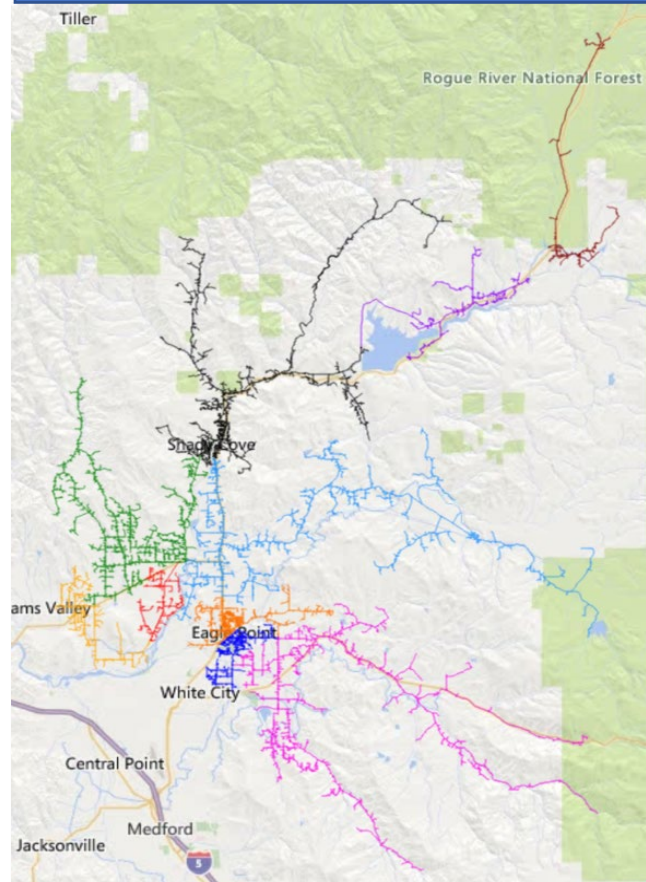 Tiller
Rogue River National Forest
Shady Cove
ams Valley
Eagle Point
White City
Central Point
Medford
Jacksonville
5